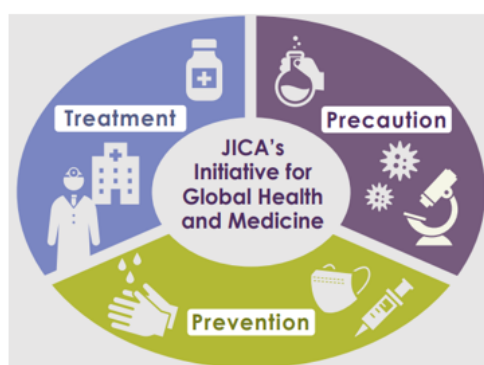 Treatment
Precaution
JICA's
Initiative for
Global Health
and Medicine
Prevention